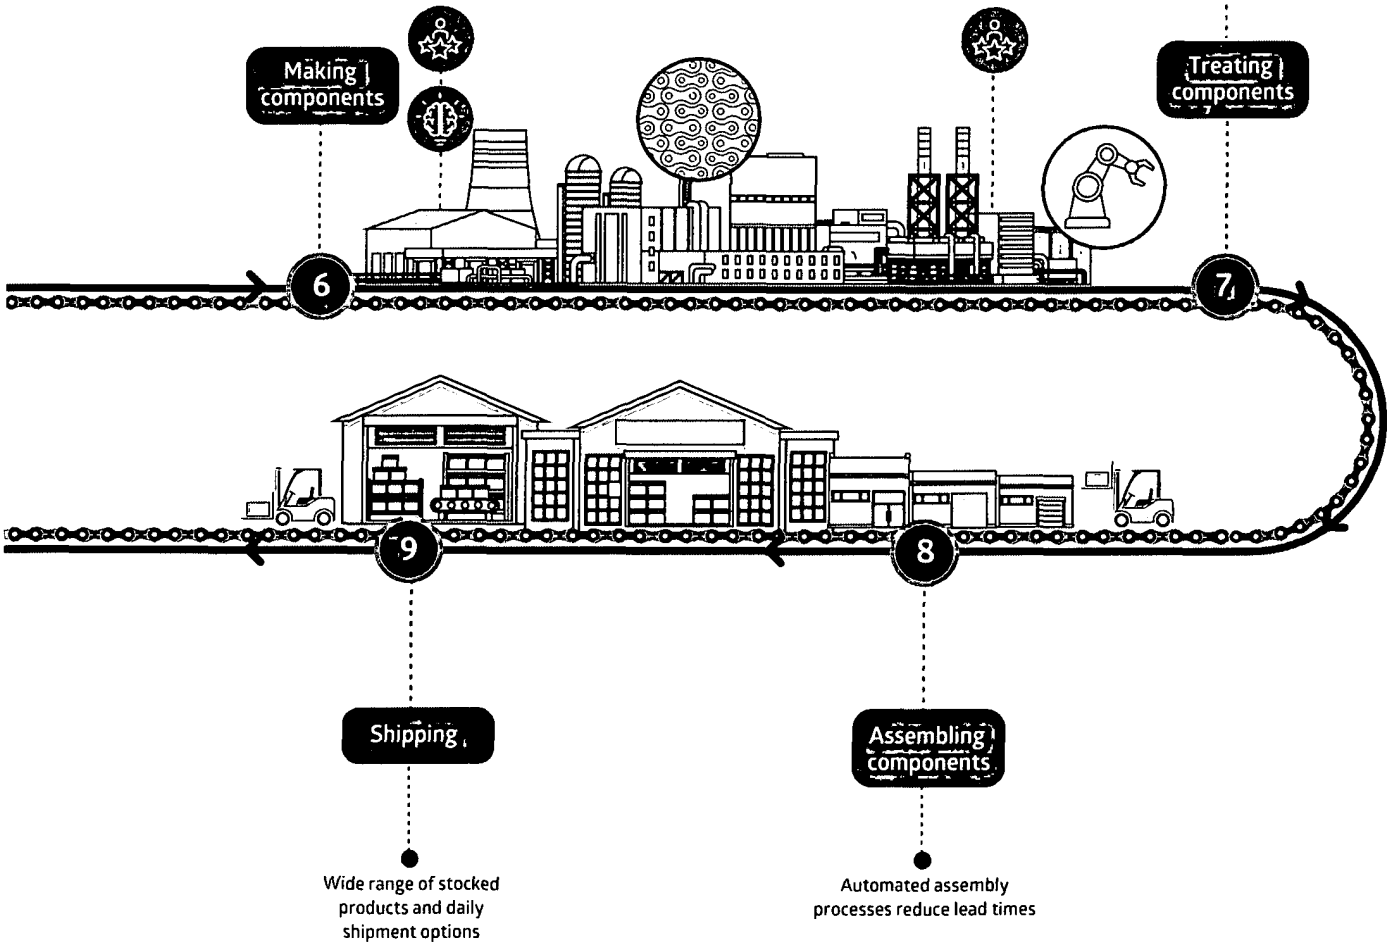 Making
components
Treating
components
6
7
9
8
Shipping
Assembling
components
Wide range of stocked
products and daily
shipment options
Automated assembly
processes reduce lead times